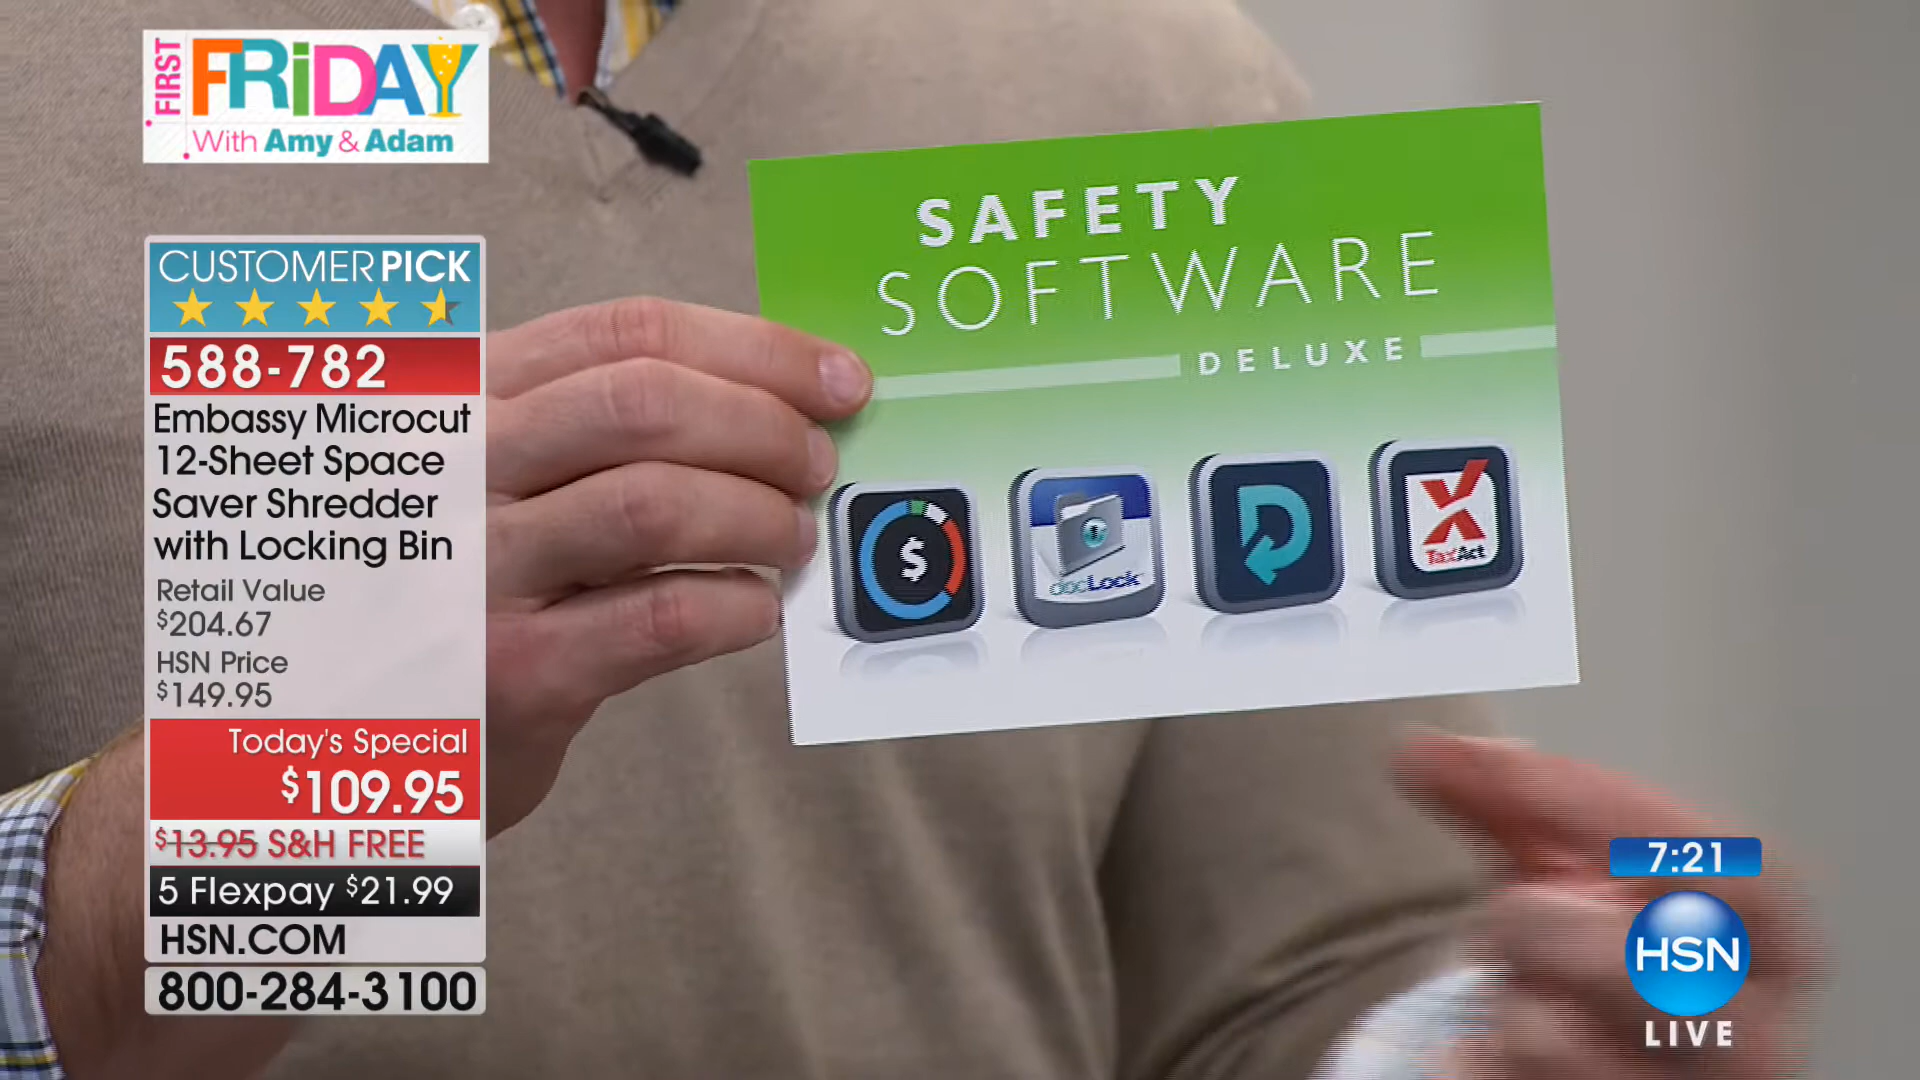 FIRST
FRiDAY
With Amy & Adam
CUSTOMERPICK
588-782
Embassy Microcut
12-Sheet Space
Saver Shredder
with Locking Bin
Retail Value
$204.67
HSN Price
$149.95
Today's Special
$109.95
$13.95 S&H FREE
5 Flexpay $21.99
HSN.COM
800-284-3100
SAFETY
SOFTWARE
DELUXE
$
docLock
TaxAct
7:21
HSN
LIVE